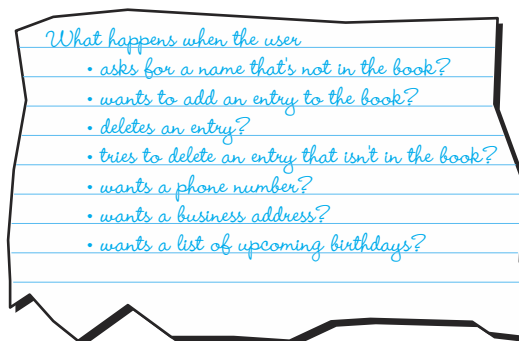 What happens when the user
• asks for a name that's not in the book?
• wants to add an entry to the book?
• deletes an entry?
• tries to delete an entry that isn't in the book?
• wants a phone number?
• wants a business address?
• wants a list of upcoming birthdays?